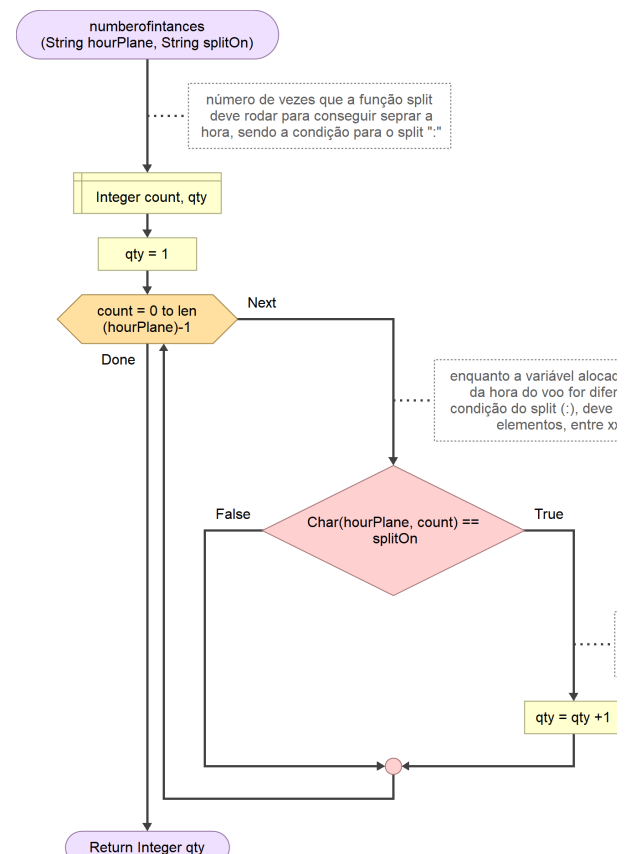 numberofintances
(String hourPlane, String splitOn)
número de vezes que a função split
deve rodar para conseguir seprar a
hora, sendo a condição para o split ":"
Integer count, qty
qty = 1
count = 0 to len
(hourPlane)-1
Next
Done
enquanto a variável
da hora do voo for
condição do split (:), deve
elementos, entre
Char(hourPlane, count) ==
splitOn
False
True
qty = qty +1
Return Integer qty